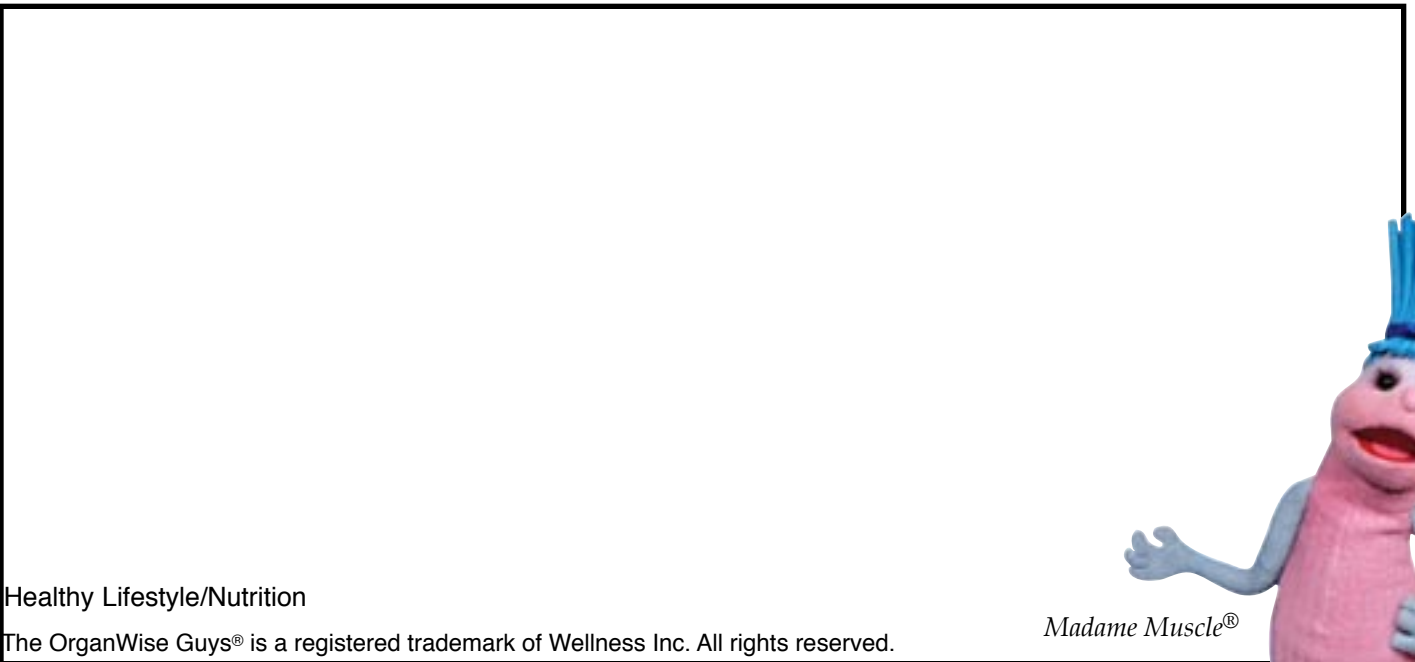 Healthy Lifestyle/Nutrition
The OrganWise Guys® is a registered trademark of Wellness Inc. All rights reserved.
Madame Muscle®